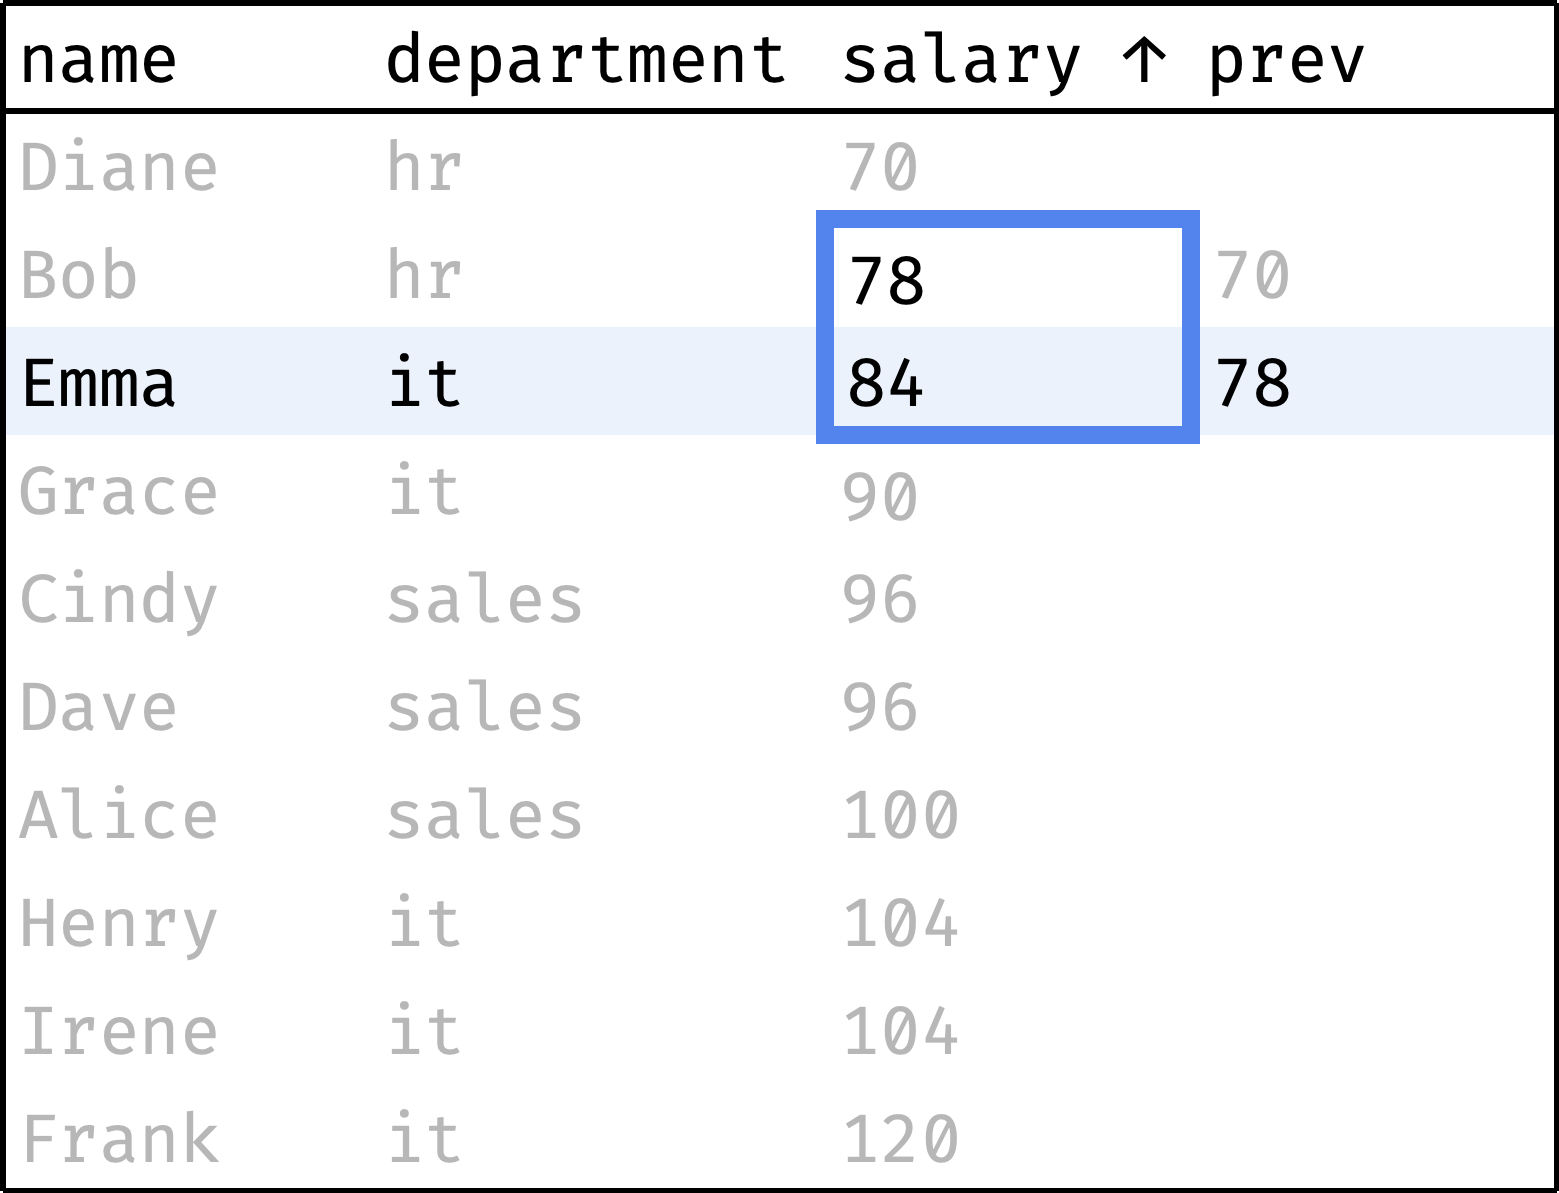 name department salary ↑ prev
Diane hr 70
Bob hr 78 70
Emma it 84 78
Grace it 90
Cindy sales 96
Dave sales 96
Alice sales 100
Henry it 104
Irene it 104
Frank it 120